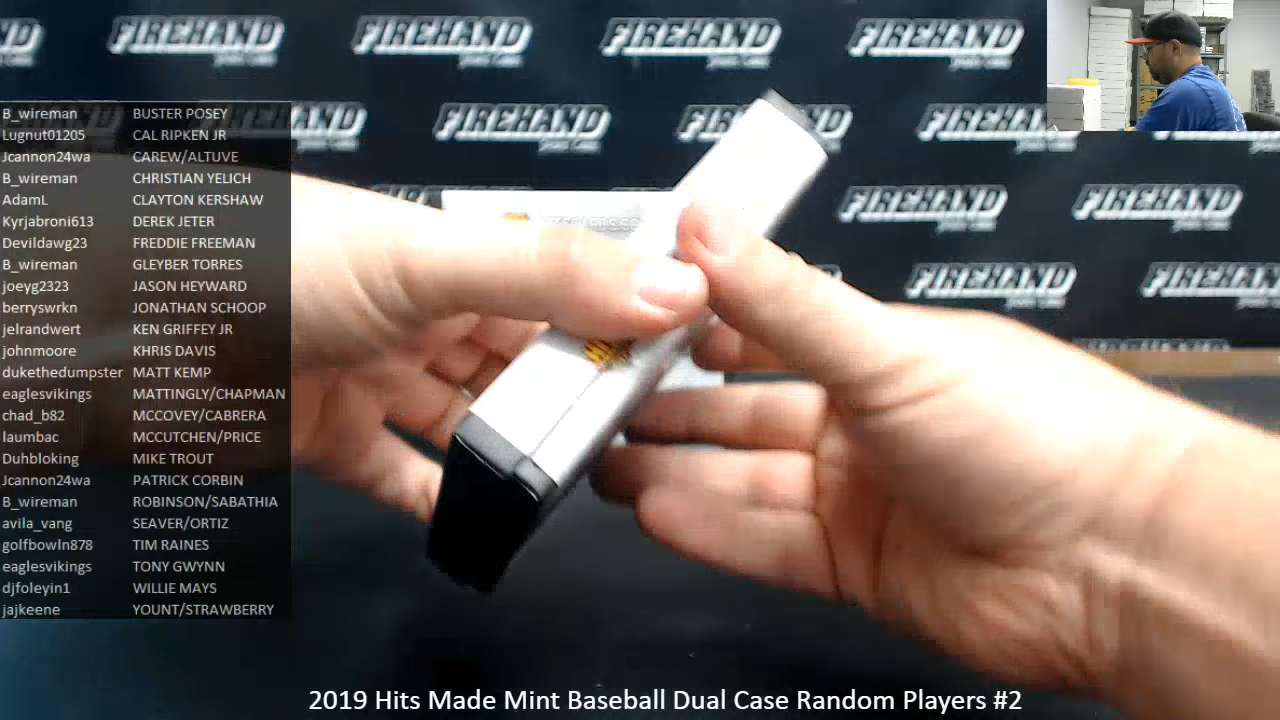 FIREHAND FIREHAND FIREHAND FIREHAND
FIREHAND FIREHAND FIREHAND
FIREHAND FIREHAND
FIREHAND FIREHAND
B_wireman BUSTER POSEY
Lugnut01205 CAL RIPKEN JR
Jcannon24wa CAREW/ALTUVE
B_wireman CHRISTIAN YELICH
AdamL CLAYTON KERSHAW
Kyrjabroni613 DEREK JETER
Devildawg23 FREDDIE FREEMAN
B_wireman GLEYBER TORRES
joeyg2323 JASON HEYWARD
berryswrkn JONATHAN SCHOOP
jelrandwert KEN GRIFFEY JR
johnmoore KHRIS DAVIS
dukethedumpster MATT KEMP
eaglesvikings MATTINGLY/CHAPMAN
chad_b82 MCCOVEY/CABRERA
laumbac MCCUTCHEN/PRICE
Duhbloking MIKE TROUT
Jcannon24wa PATRICK CORBIN
B_wireman ROBINSON/SABATHIA
avila_vang SEAVER/ORTIZ
golfbowln878 TIM RAINES
eaglesvikings TONY GWYNN
djfoleyin1 WILLIE MAYS
jajkeene YOUNT/STRAWBERRY
2019 Hits Made Mint Baseball Dual Case Random Players #2